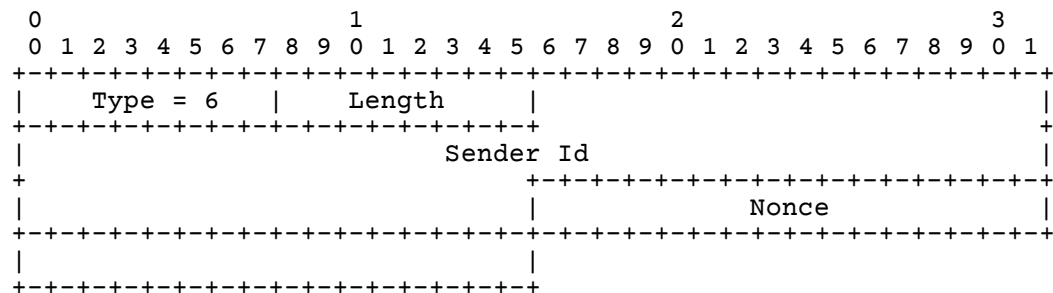 0                   1                   2                   3
 0 1 2 3 4 5 6 7 8 9 0 1 2 3 4 5 6 7 8 9 0 1 2 3 4 5 6 7 8 9 0 1
+-+-+-+-+-+-+-+-+-+-+-+-+-+-+-+-+-+-+-+-+-+-+-+-+-+-+-+-+-+-+-+-+
|    Type = 6   |    Length     |                               |
+-+-+-+-+-+-+-+-+-+-+-+-+-+-+-+-+                               +
|                          Sender Id                            |
+                               +-+-+-+-+-+-+-+-+-+-+-+-+-+-+-+-+
|                               |             Nonce             |
+-+-+-+-+-+-+-+-+-+-+-+-+-+-+-+-+-+-+-+-+-+-+-+-+-+-+-+-+-+-+-+-+
|                               |
+-+-+-+-+-+-+-+-+-+-+-+-+-+-+-+-+